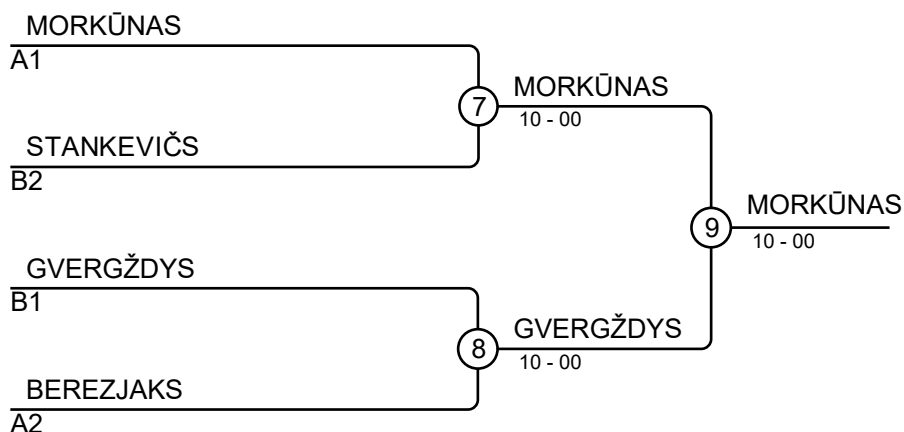 MORKŪNAS
A1
7
MORKŪNAS
10 - 00
STANKEVIČS
B2
9
MORKŪNAS
10 - 00
GVERGŽDYS
B1
8
GVERGŽDYS
10 - 00
BEREZJAKS
A2